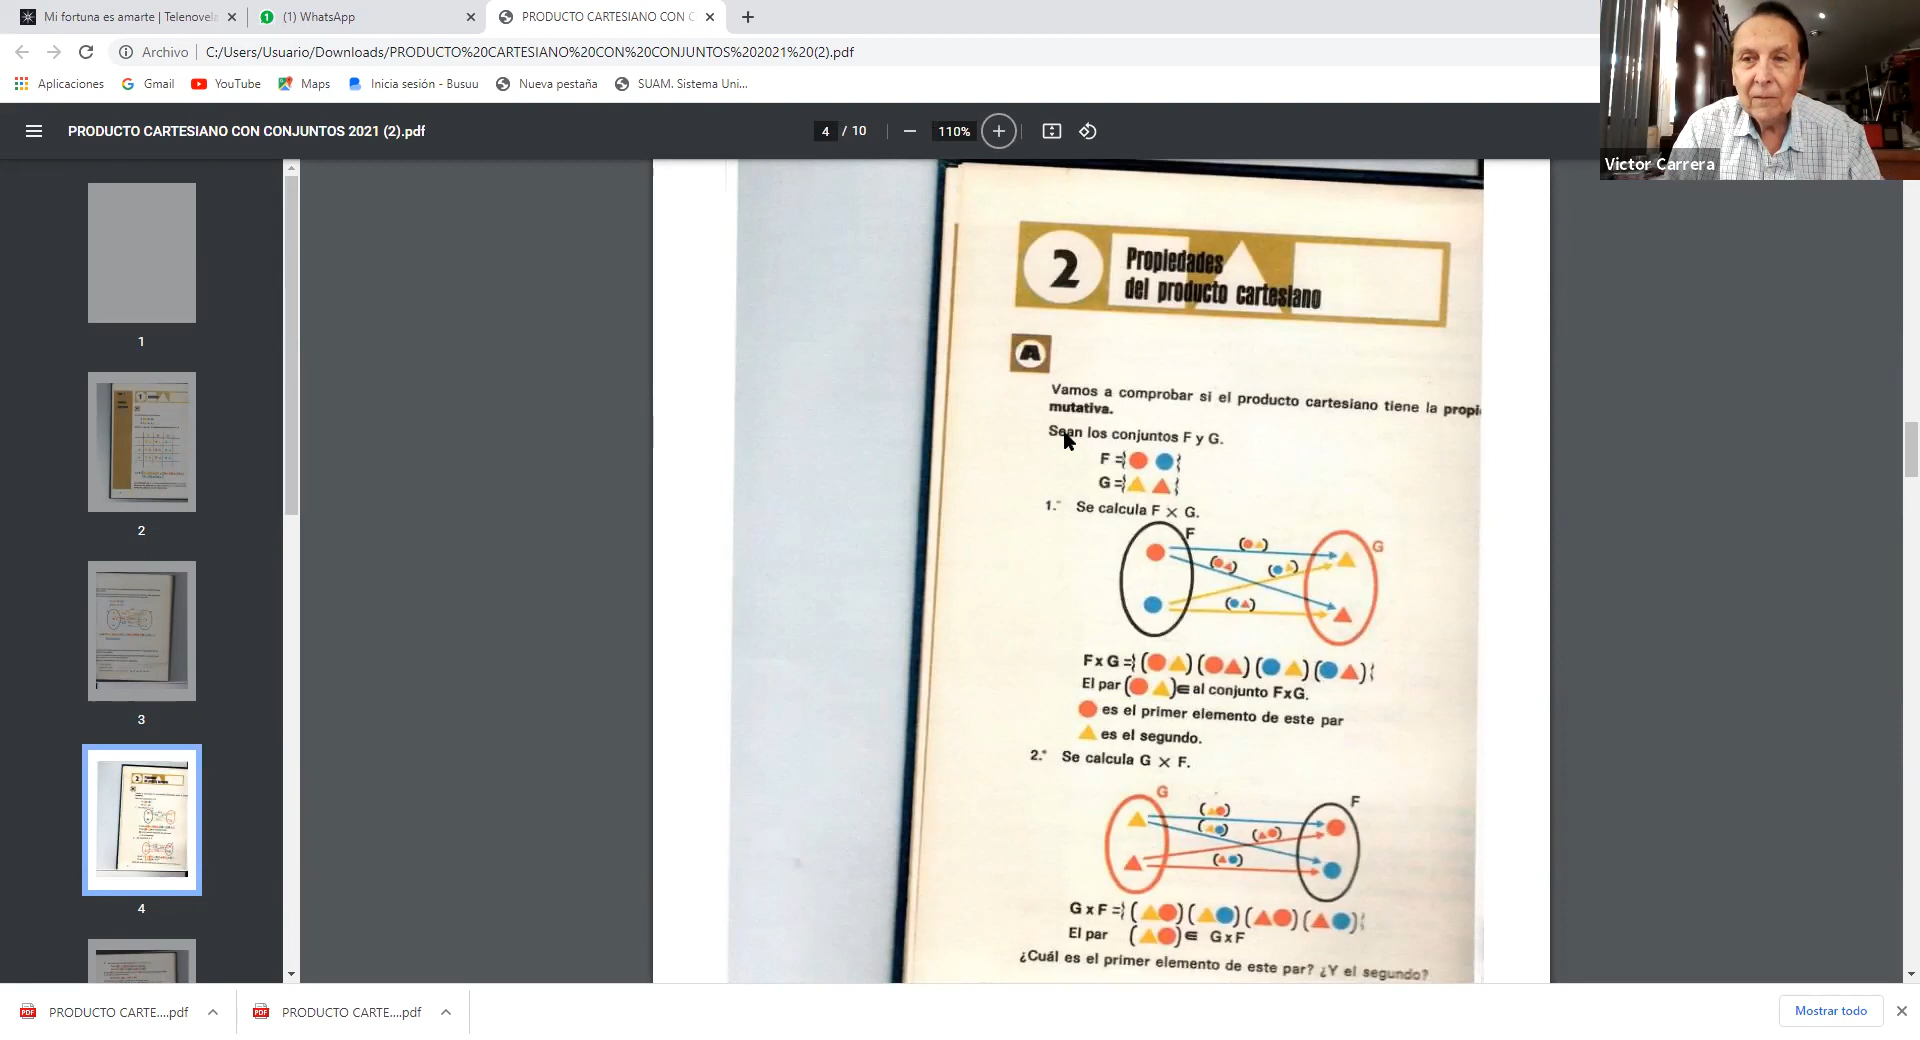 Mi fortuna es amarte | Telenovela
(1) WhatsApp
PRODUCTO CARTESIANO CON C
Archivo
C:/Users/Usuario/Downloads/PRODUCTO%20CARTESIANO%20CON%20CONJUNTOS%202021%20(2).pdf
Aplicaciones
Gmail
YouTube
Maps
Inicia sesión - Busuu
Nueva pestaña
SUAM. Sistema Uni...
Victor Carrera
PRODUCTO CARTESIANO CON CONJUNTOS 2021 (2).pdf
4 / 10
110%
1
2
3
4
2
Propiedades
del producto cartesiano
A
Vamos a comprobar si el producto cartesiano tiene la propi
mutativa.
Sean los conjuntos F y G.
F =
G =
1.° Se calcula F × G.
F
G
F x G =
El par ∈ al conjunto FxG.
es el primer elemento de este par
es el segundo.
2.° Se calcula G × F.
G
F
G x F =
El par ∈ GxF
¿Cuál es el primer elemento de este par? ¿Y el segundo?
PRODUCTO CARTE....pdf
PRODUCTO CARTE....pdf
Mostrar todo